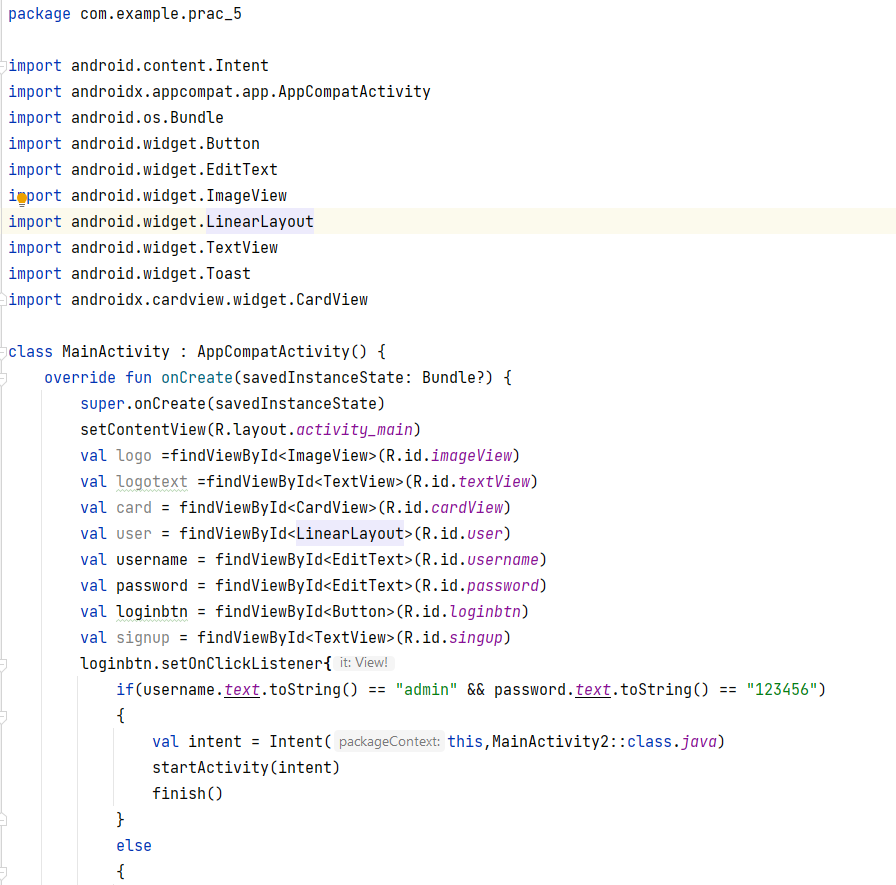 package com.example.prac_5
import android.content.Intent
import androidx.appcompat.app.AppCompatActivity
import android.os.Bundle
import android.widget.Button
import android.widget.EditText
import android.widget.ImageView
import android.widget.LinearLayout
import android.widget.TextView
import android.widget.Toast
import androidx.cardview.widget.CardView
class MainActivity : AppCompatActivity() {
override fun onCreate(savedInstanceState: Bundle?) {
super.onCreate(savedInstanceState)
setContentView(R.layout.activity_main)
val logo =findViewById<ImageView>(R.id.imageView)
val logotext =findViewById<TextView>(R.id.textView)
val card = findViewById<CardView>(R.id.cardView)
val user = findViewById<LinearLayout>(R.id.user)
val username = findViewById<EditText>(R.id.username)
val password = findViewById<EditText>(R.id.password)
val loginbtn = findViewById<Button>(R.id.loginbtn)
val signup = findViewById<TextView>(R.id.singup)
loginbtn.setOnClickListener{ it: View!
if(username.text.toString() == "admin" && password.text.toString() == "123456")
{
val intent = Intent( packageContext: this,MainActivity2::class.java)
startActivity(intent)
finish()
}
else
{